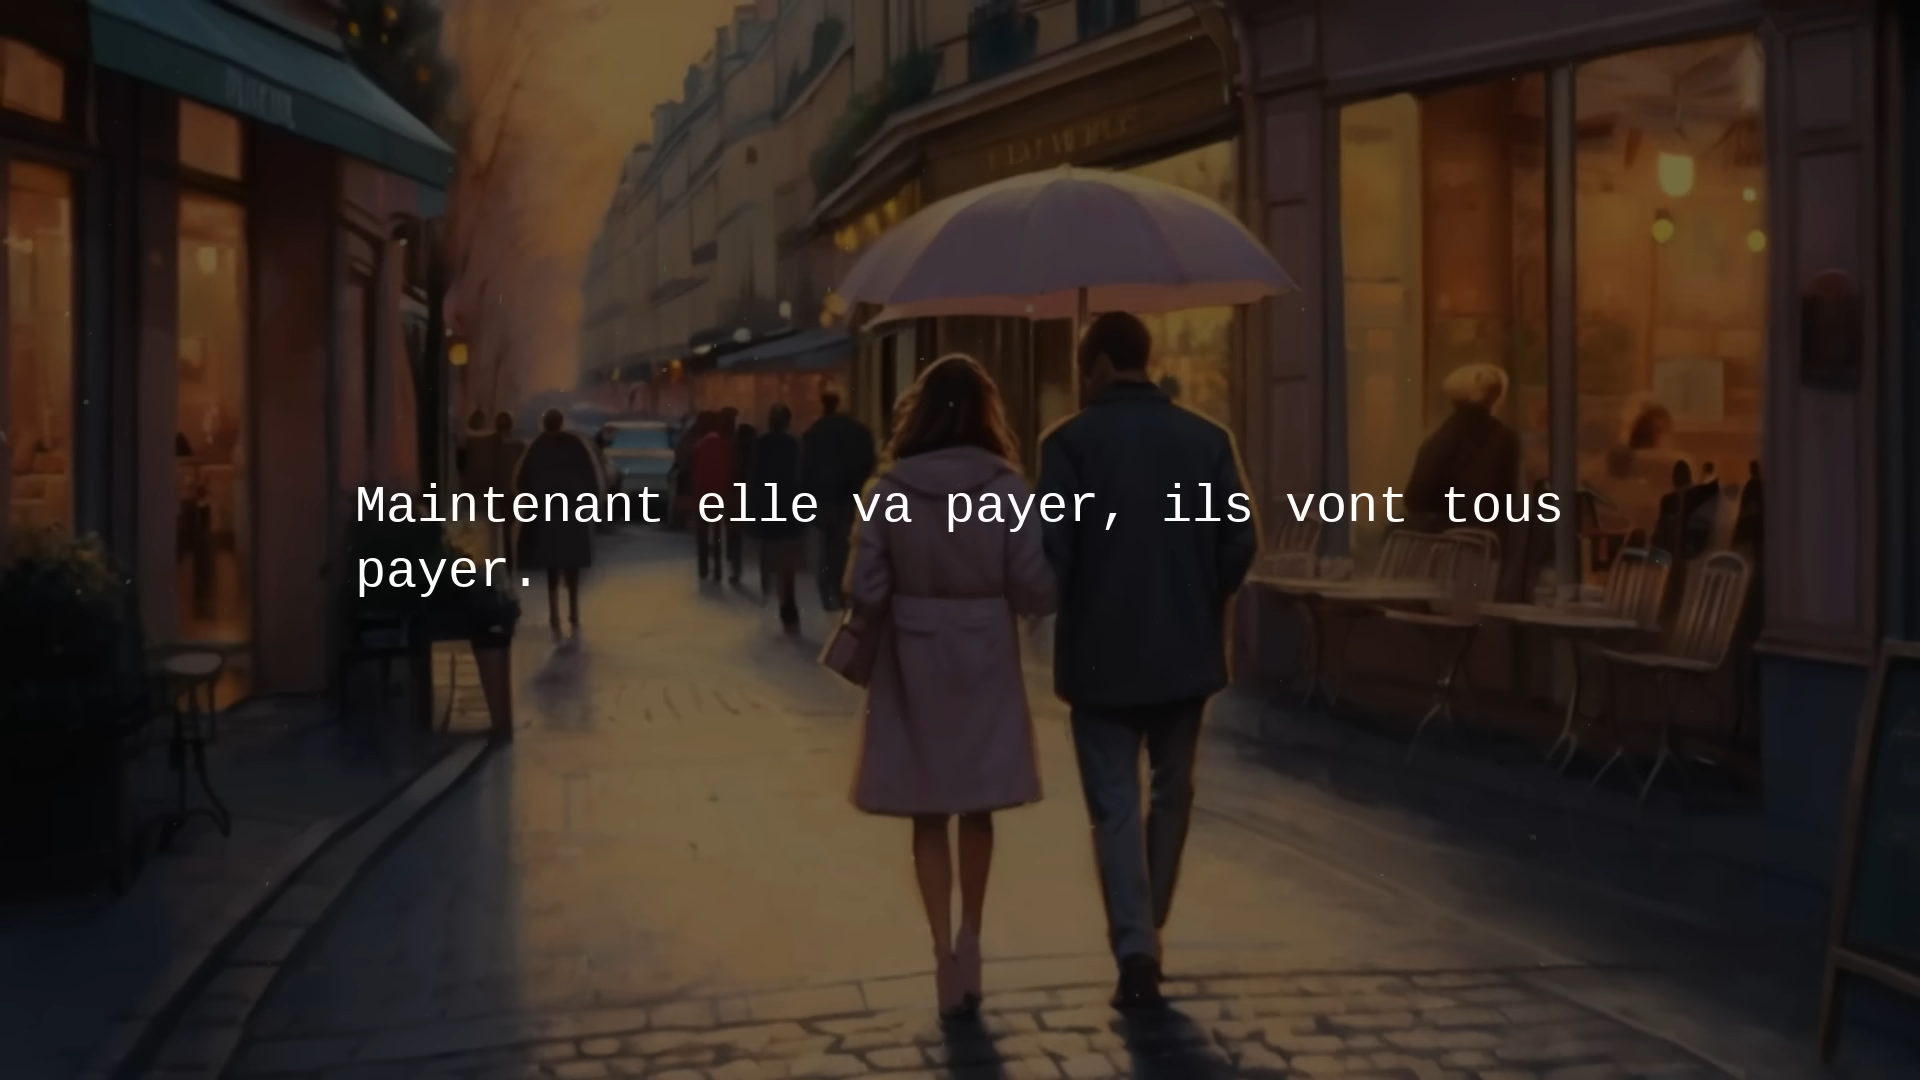 Maintenant elle va payer, ils vont tous
payer.